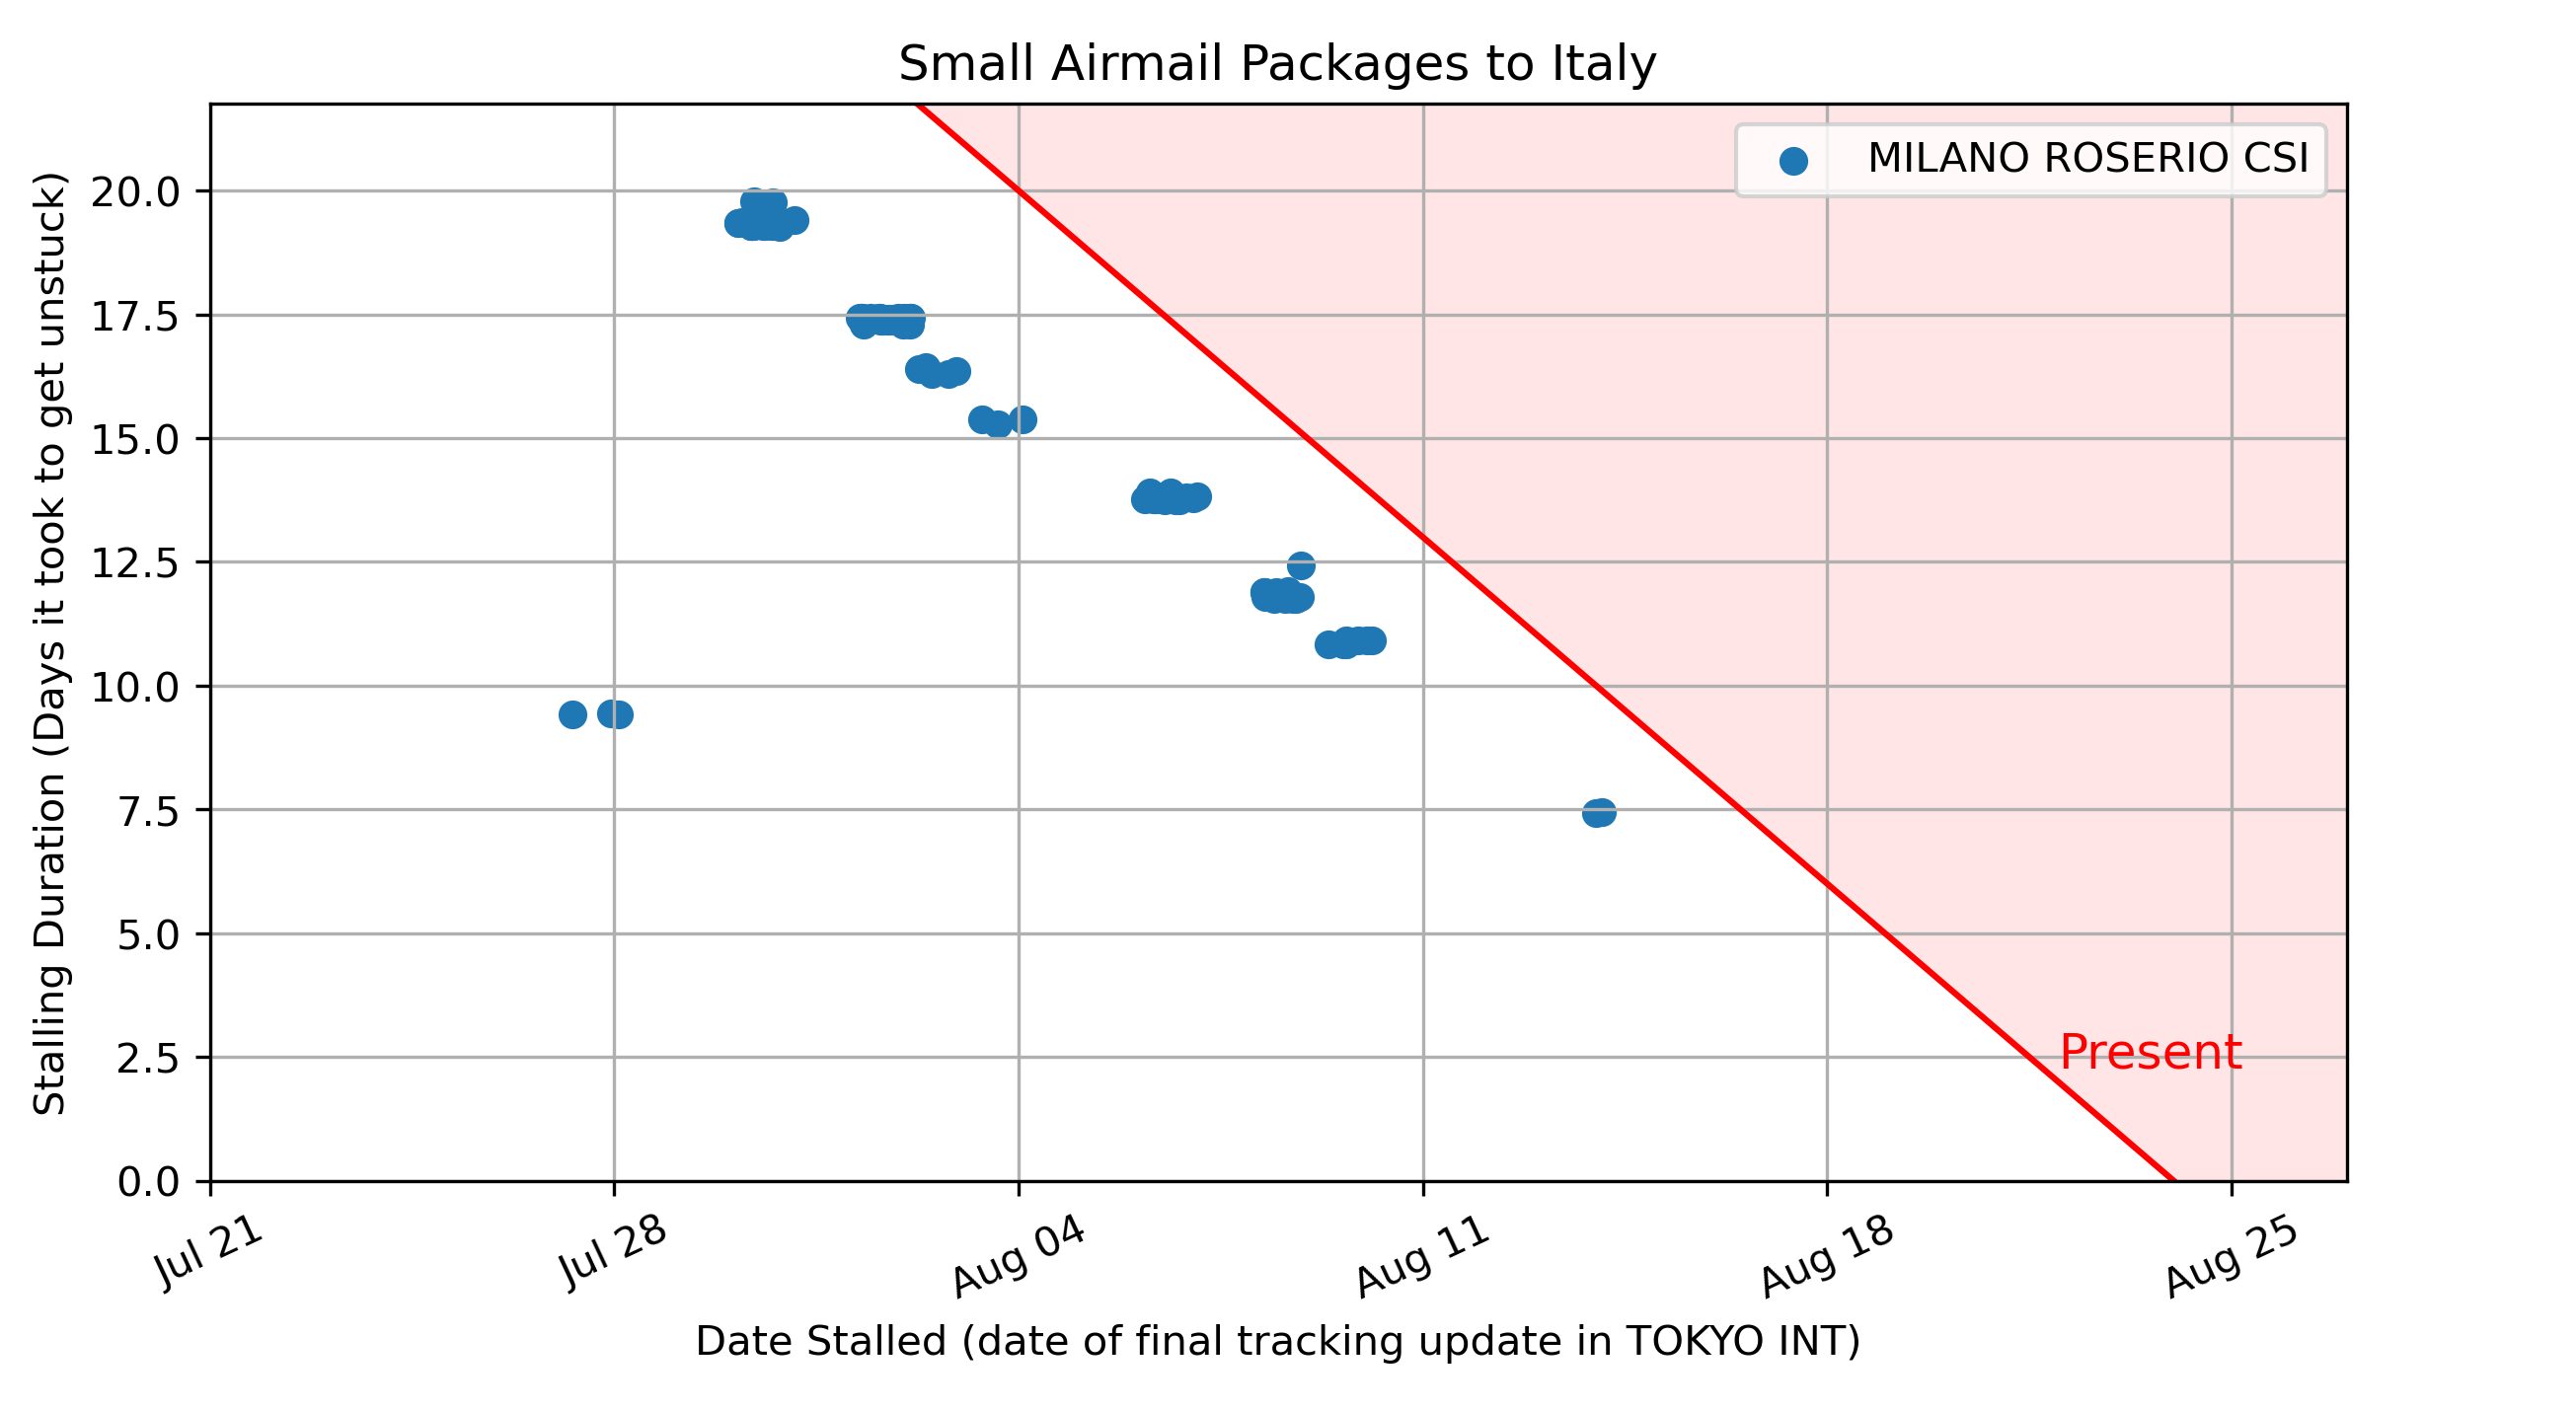 Small Airmail Packages to Italy
MILANO ROSERIO CSI
Stalling Duration (Days it took to get unstuck)
20.0
17.5
15.0
12.5
10.0
7.5
5.0
2.5
0.0
Present
Jul 21
Jul 28
Aug 04
Aug 11
Aug 18
Aug 25
Date Stalled (date of final tracking update in TOKYO INT)